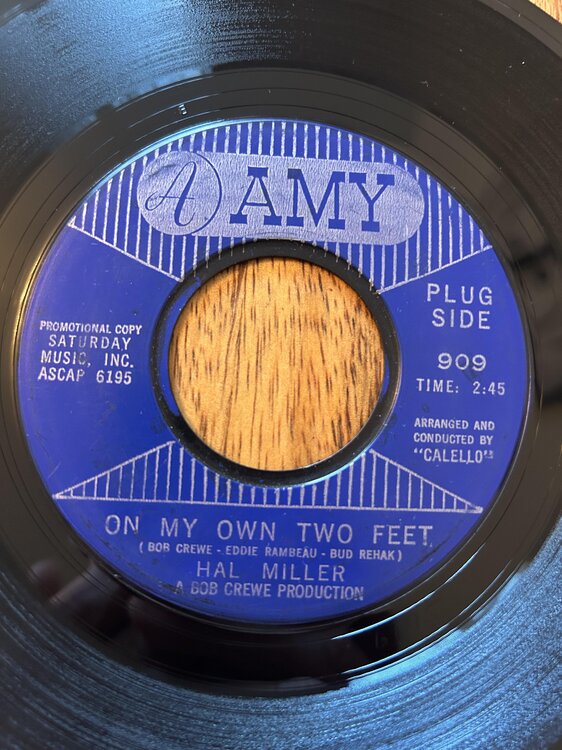 A AMY
PLUG
SIDE
PROMOTIONAL COPY
SATURDAY
MUSIC, INC.
ASCAP 6195
909
TIME: 2:45
ARRANGED AND
CONDUCTED BY
"CALELLO"
ON MY OWN TWO FEET
( BOB CREWE - EDDIE RAMBEAU - BUD REHAK )
HAL MILLER
A BOB CREWE PRODUCTION